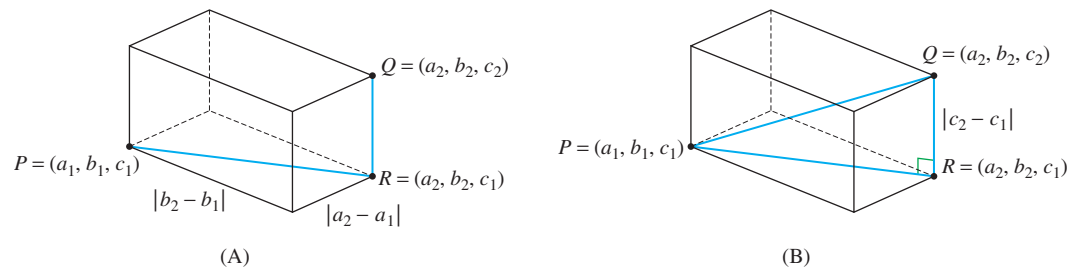 Q = (a₂, b₂, c₂)
P = (a₁, b₁, c₁)
R = (a₂, b₂, c₁)
|b₂ − b₁|
|a₂ − a₁|
(A)
Q = (a₂, b₂, c₂)
|c₂ − c₁|
P = (a₁, b₁, c₁)
R = (a₂, b₂, c₁)
(B)